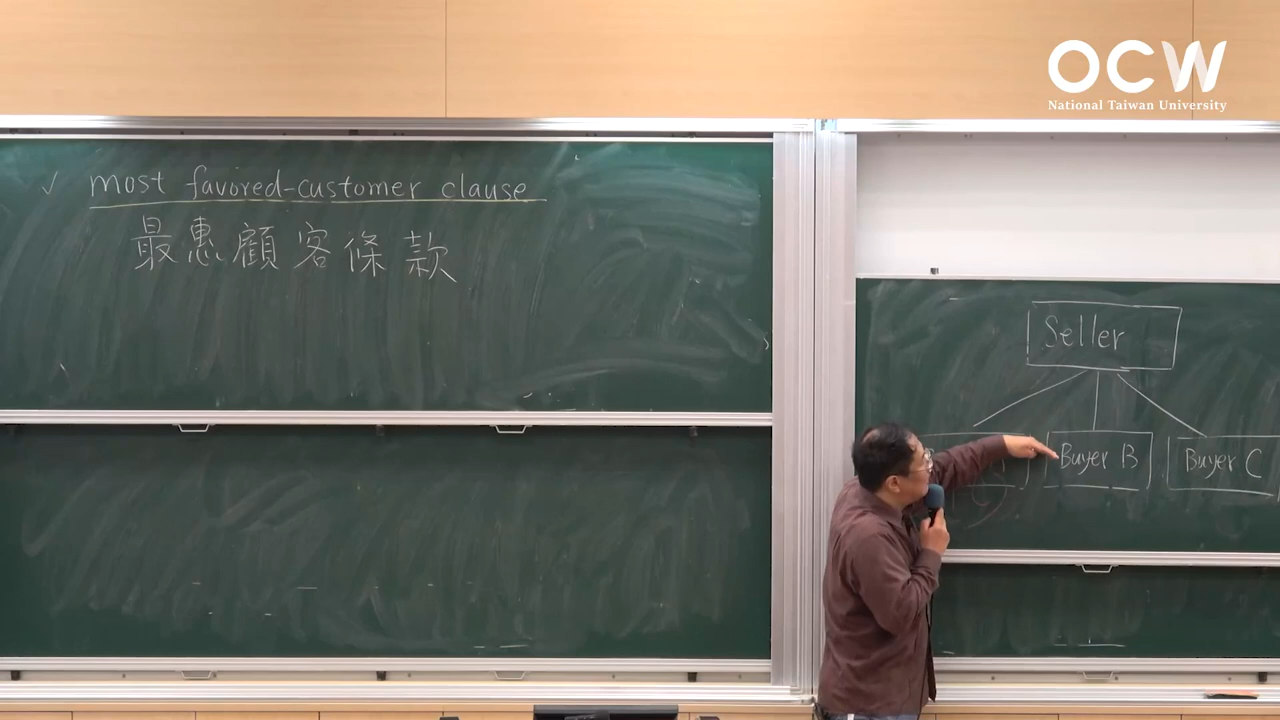 OCW
National Taiwan University
✓ most favored-customer clause
最惠顧客條款
Seller
Buyer B
Buyer C